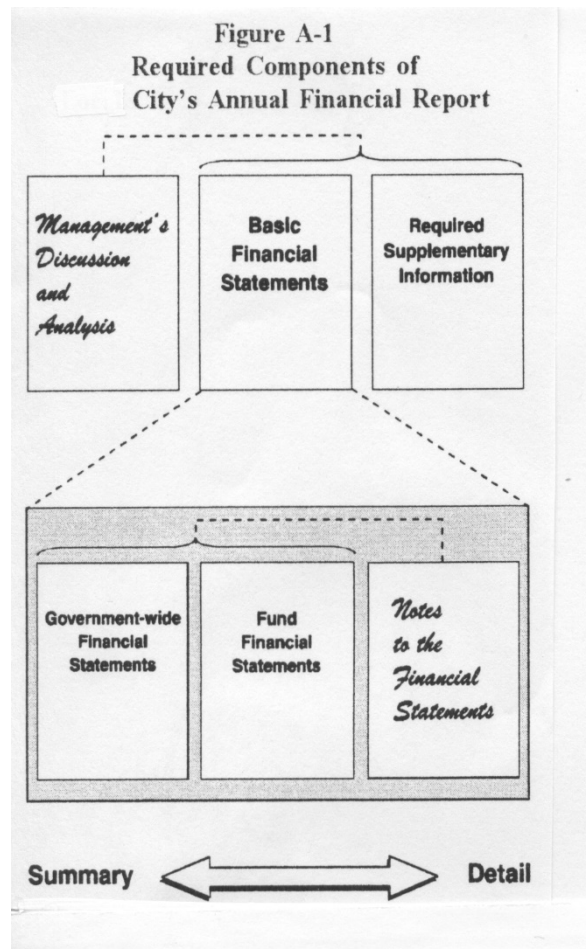 Figure A-1
Required Components of
City's Annual Financial Report
Management's
Discussion
and
Analysis
Basic
Financial
Statements
Required
Supplementary
Information
Government-wide
Financial
Statements
Fund
Financial
Statements
Notes
to the
Financial
Statements
Summary
Detail